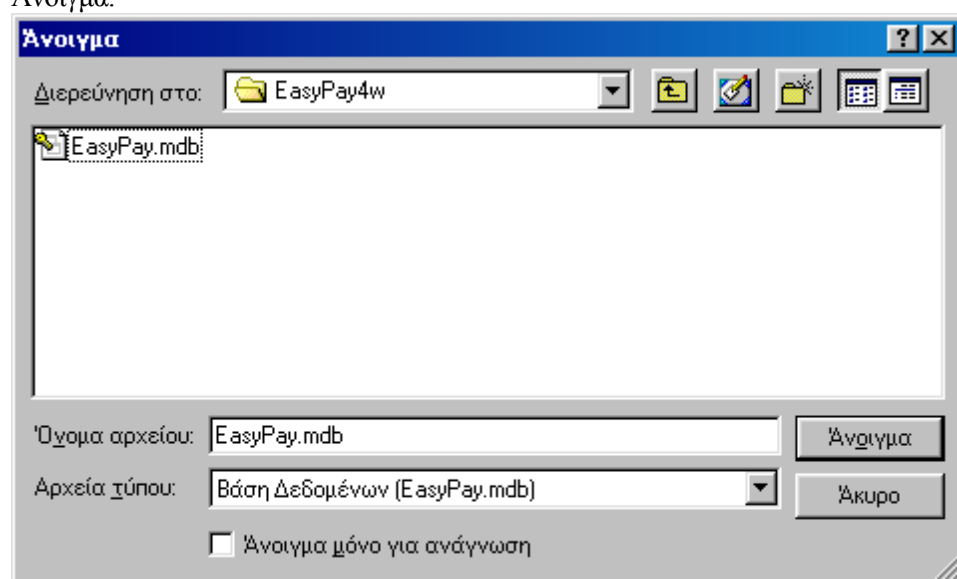 Άνοιγμα.
Άνοιγμα
Διερεύνηση στο: EasyPay4w
EasyPay.mdb
Όνομα αρχείου: EasyPay.mdb Άνοιγμα
Αρχεία τύπου: Βάση Δεδομένων (EasyPay.mdb) Άκυρο
Άνοιγμα μόνο για ανάγνωση